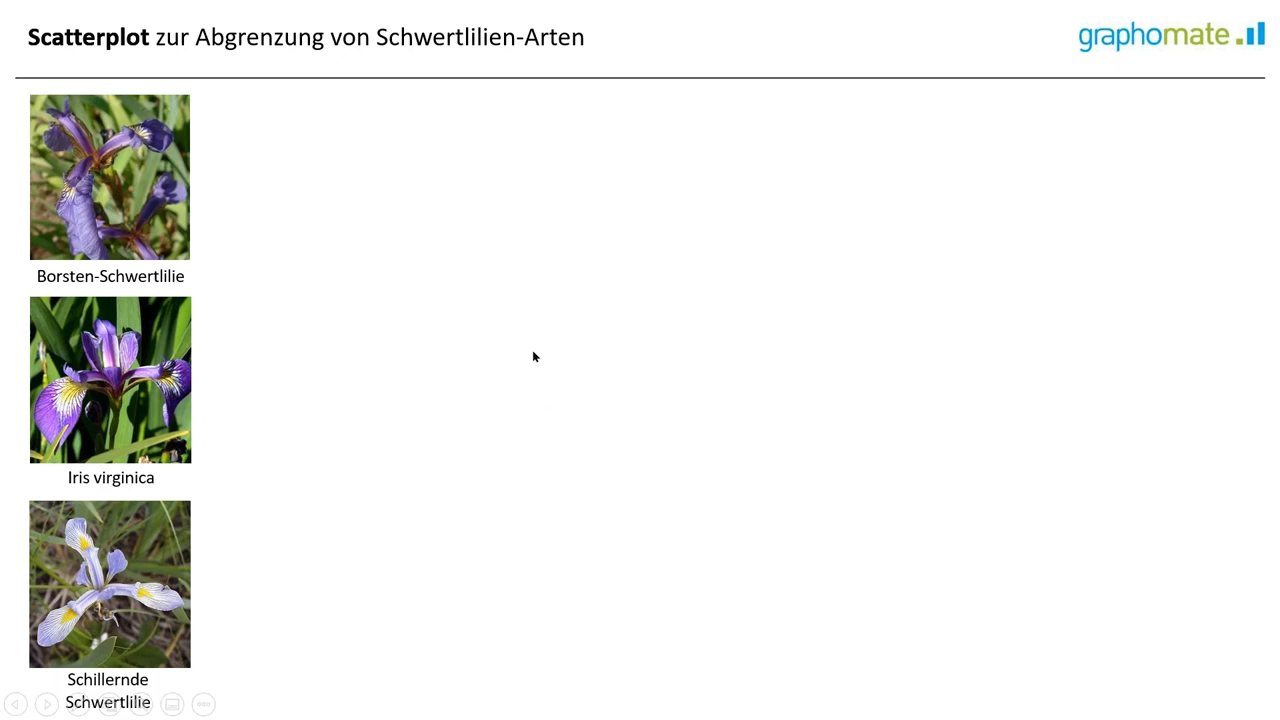 Scatterplot zur Abgrenzung von Schwertlilien-Arten
graphomate
Borsten-Schwertlilie
Iris virginica
Schillernde
Schwertlilie